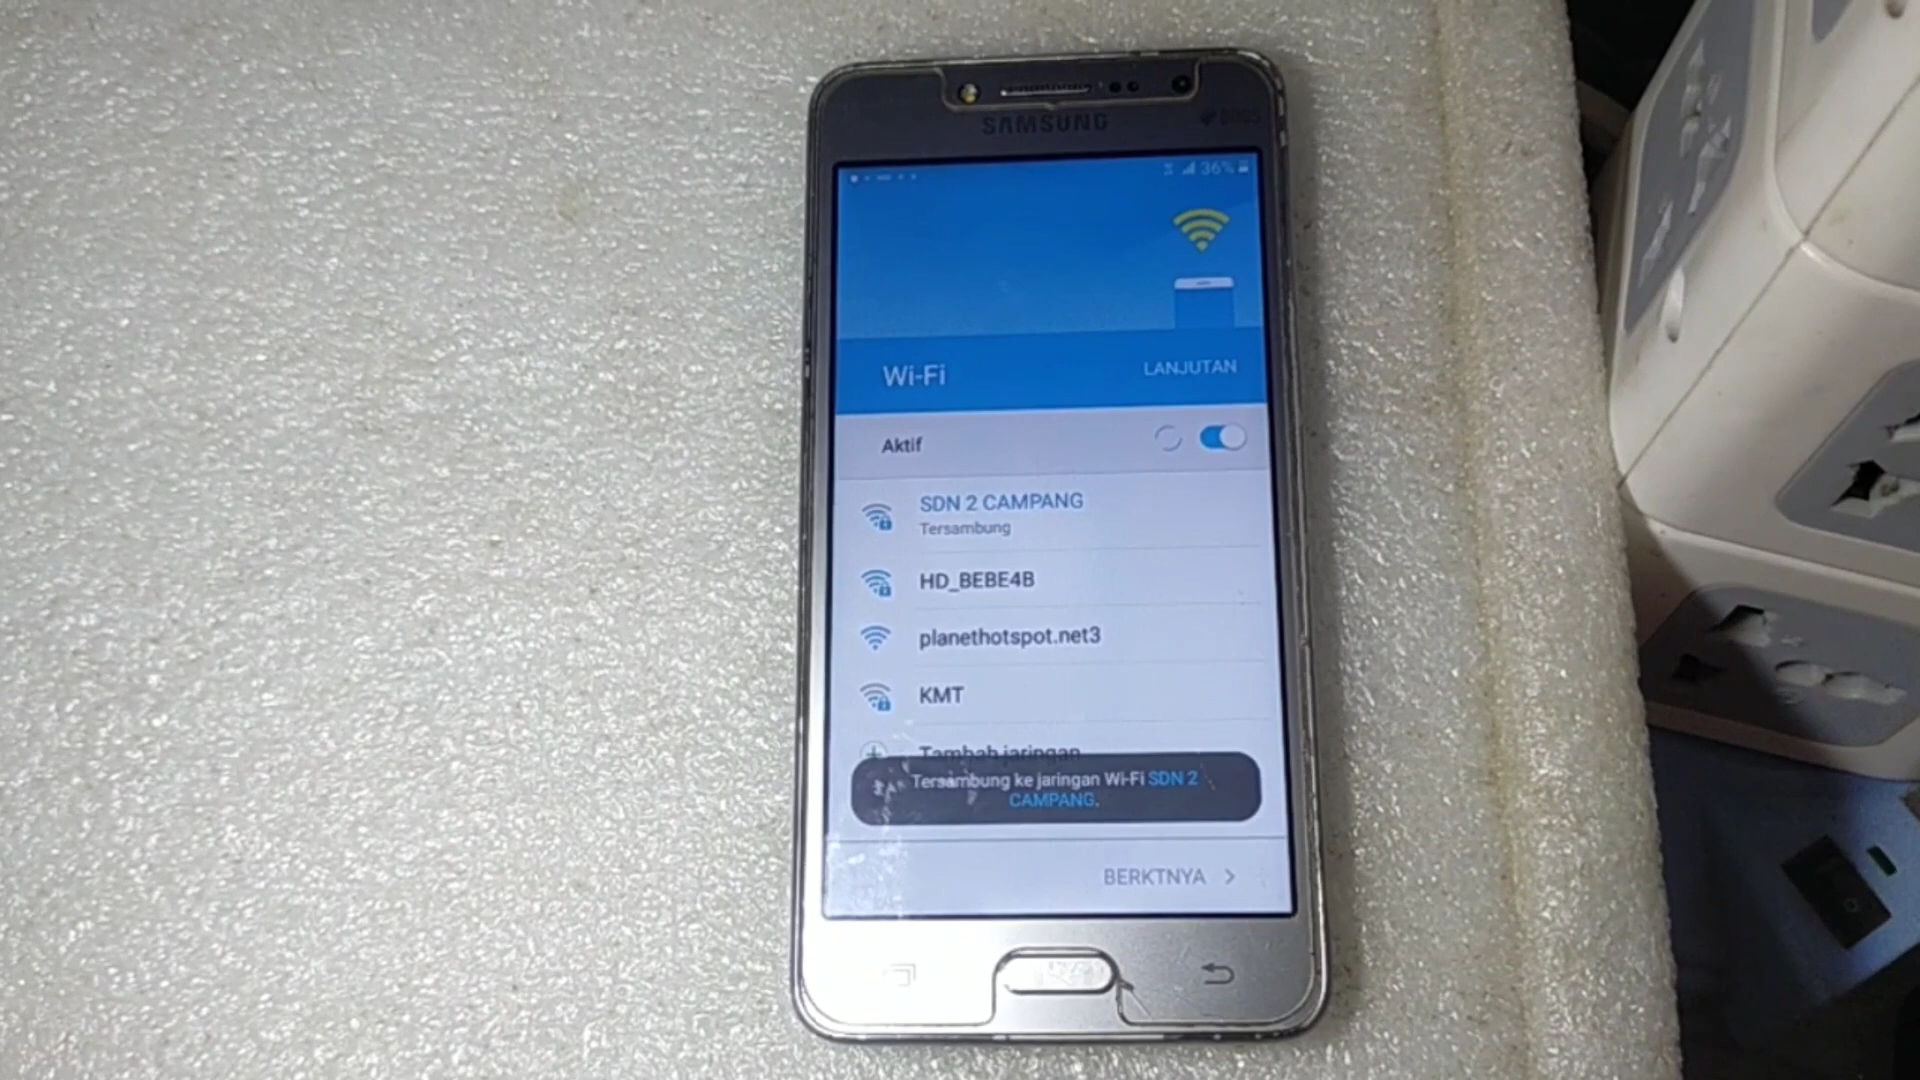 SAMSUNG
DUOS
36%
Wi-Fi
LANJUTAN
Aktif
SDN 2 CAMPANG
Tersambung
HD_BEBE4B
planethotspot.net3
KMT
Tambah jaringan
Tersambung ke jaringan Wi-Fi SDN 2
CAMPANG.
BERKTNYA >